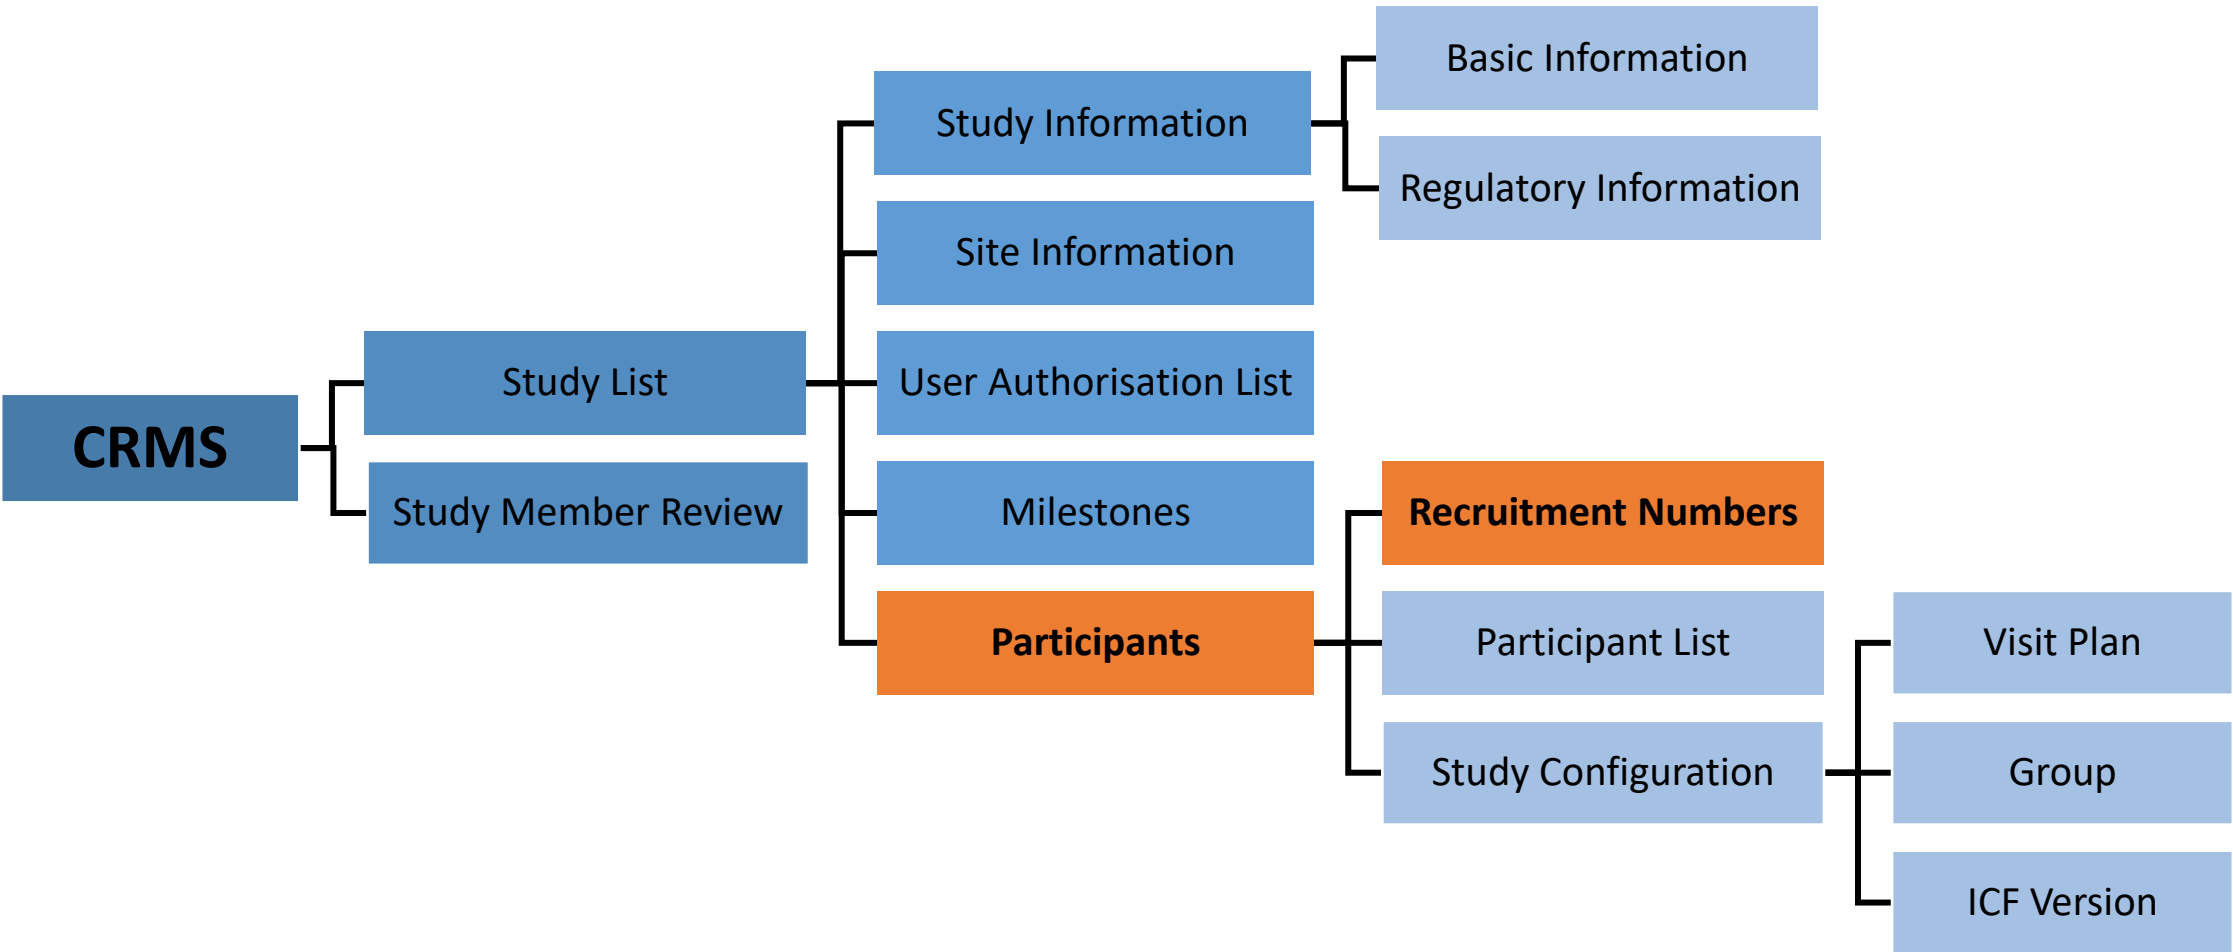 Basic Information
Study Information
Regulatory Information
Site Information
Study List
User Authorisation List
CRMS
Study Member Review
Milestones
Recruitment Numbers
Participants
Participant List
Visit Plan
Study Configuration
Group
ICF Version